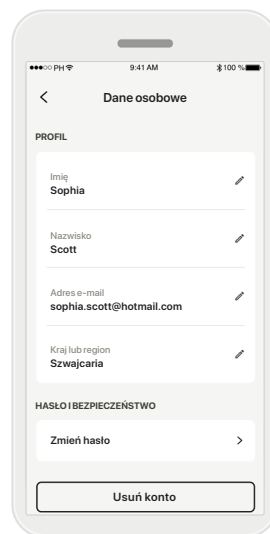 ●●●○○ PH 9:41 AM 100 %
Dane osobowe
PROFIL
Imię
Sophia
Nazwisko
Scott
Adres e-mail
sophia.scott@hotmail.com
Kraj lub region
Szwajcaria
HASŁO I BEZPIECZEŃSTWO
Zmień hasło
Usuń konto